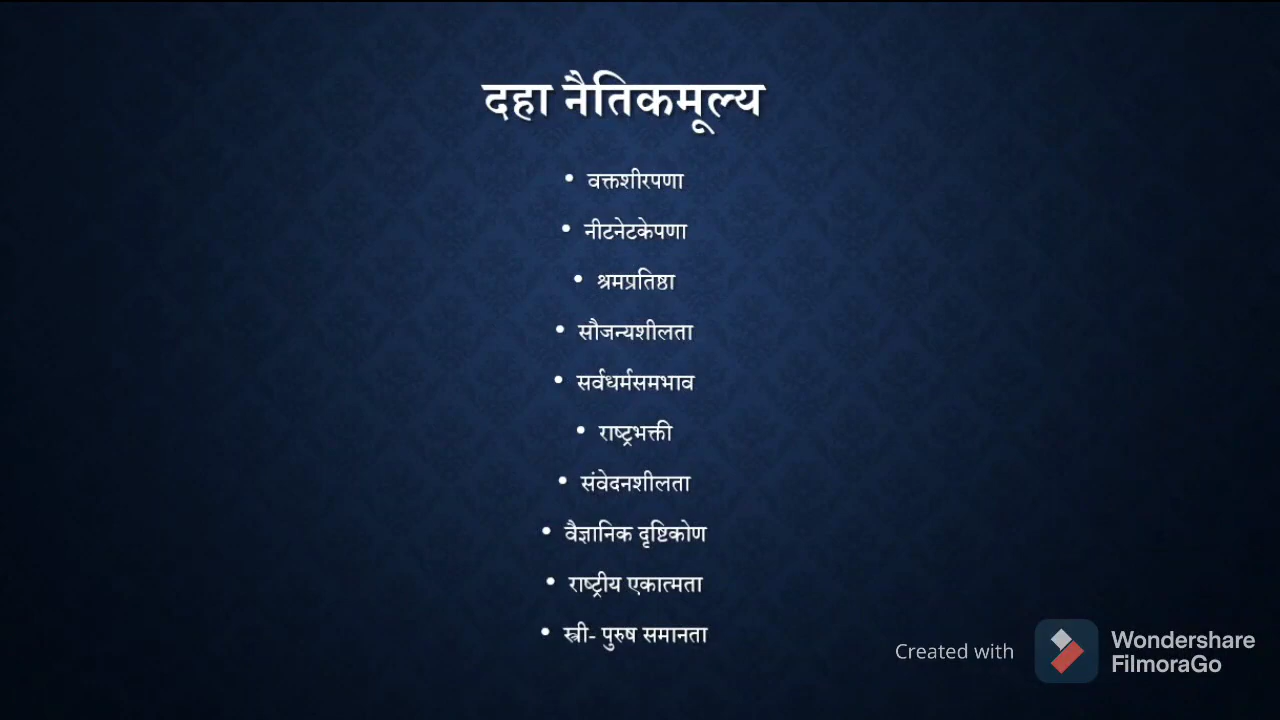 दहा नैतिकमूल्य
• वक्तशीरपणा
• नीटनेटकेपणा
• श्रमप्रतिष्ठा
• सौजन्यशीलता
• सर्वधर्मसमभाव
• राष्ट्रभक्ती
• संवेदनशीलता
• वैज्ञानिक दृष्टिकोण
• राष्ट्रीय एकात्मता
• स्त्री- पुरुष समानता
Created with Wondershare
FilmoraGo